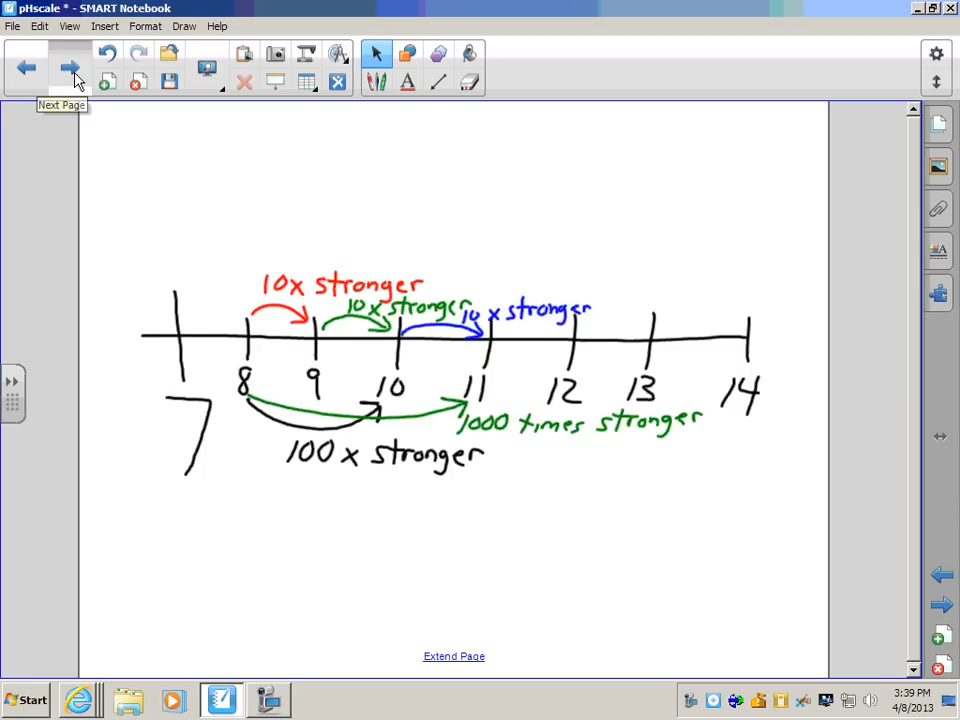 pHscale * - SMART Notebook
File Edit View Insert Format Draw Help
Next Page
10x stronger
10x stronger
10 x stronger
7 8 9 10 11 12 13 14
1000 times stronger
100 x stronger
Extend Page
Start
3:39 PM
4/8/2013